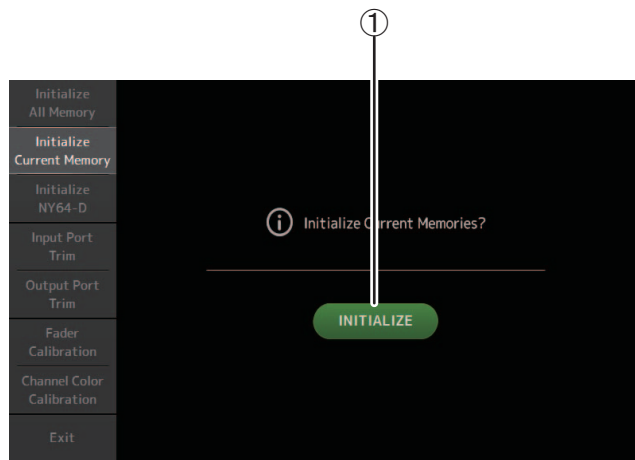 ①
Initialize
All Memory
Initialize
Current Memory
Initialize
NY64-D
Input Port
Trim
Output Port
Trim
Fader
Calibration
Channel Color
Calibration
Exit
Initialize Current Memories?
INITIALIZE